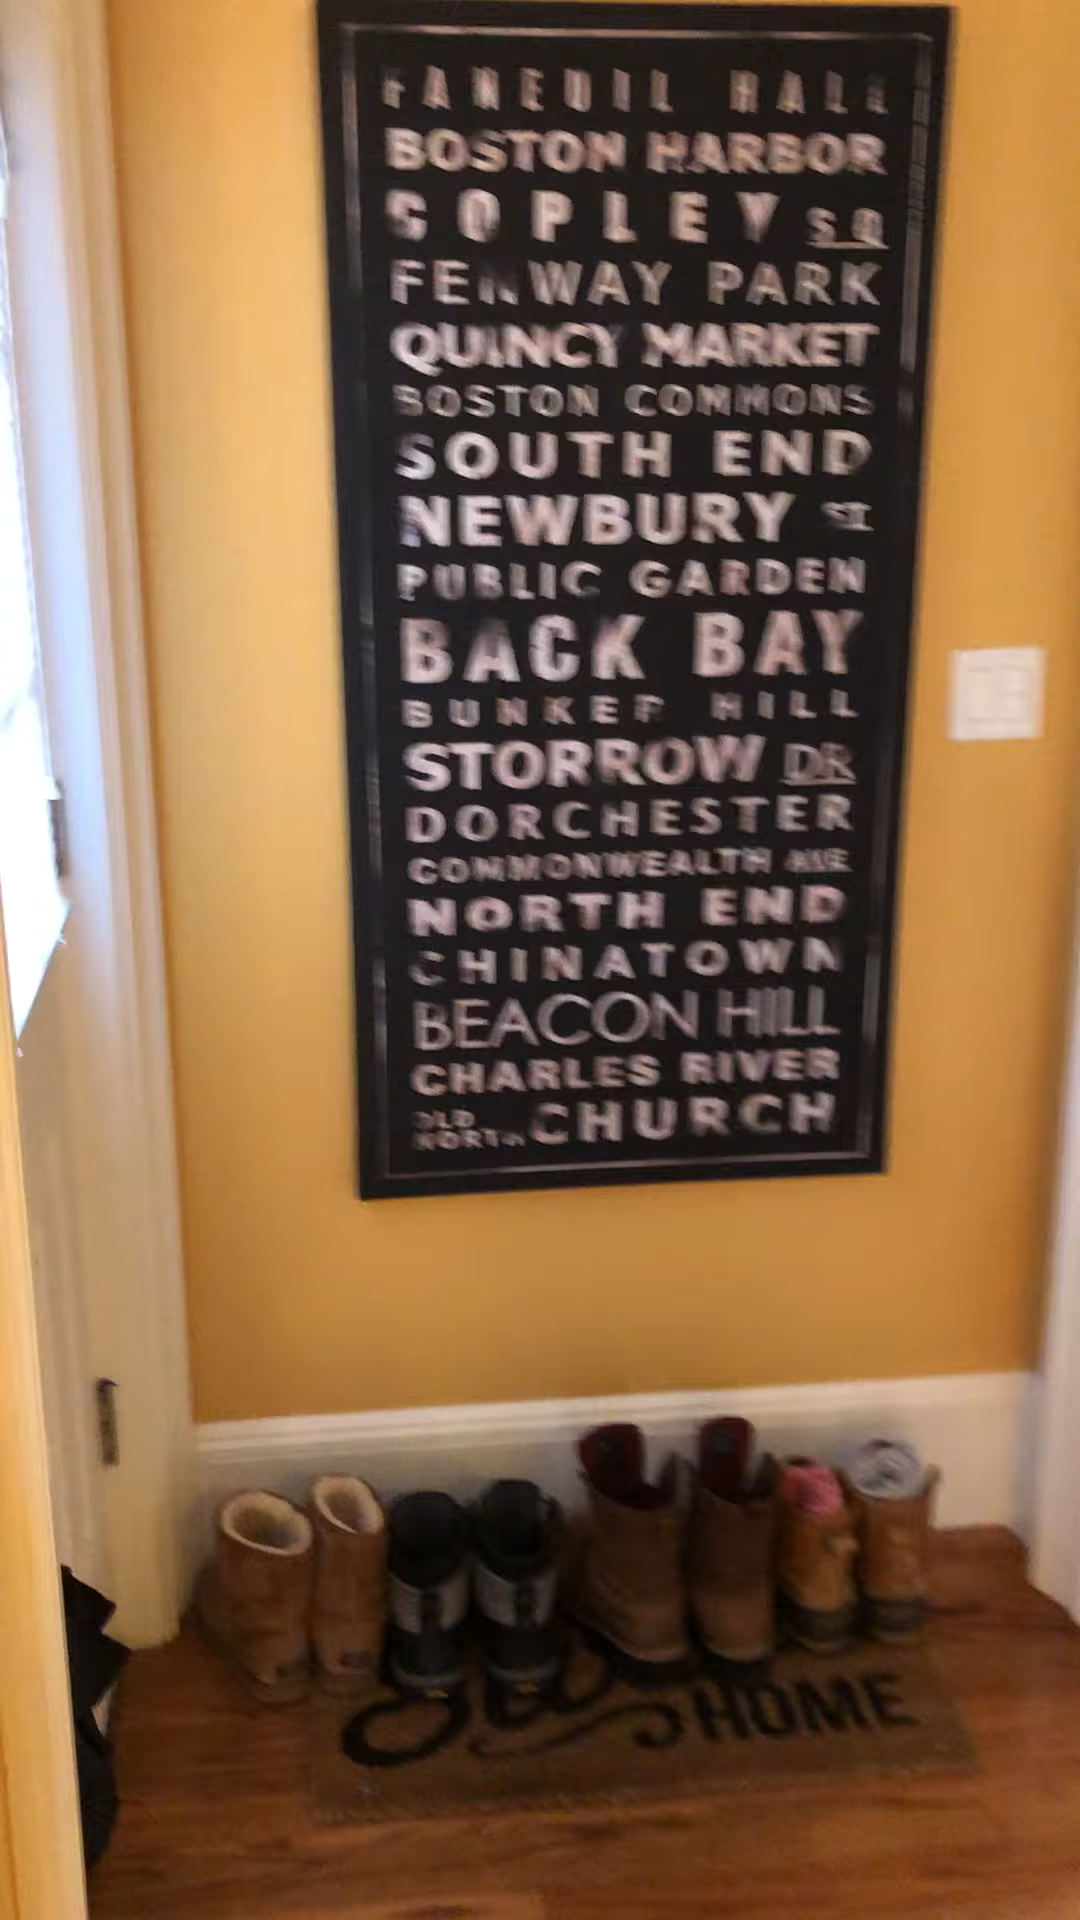 FANEUIL HALL
BOSTON HARBOR
COPLEY SQ
FENWAY PARK
QUINCY MARKET
BOSTON COMMONS
SOUTH END
NEWBURY ST
PUBLIC GARDEN
BACK BAY
BUNKER HILL
STORROW DR
DORCHESTER
COMMONWEALTH AVE
NORTH END
CHINATOWN
BEACON HILL
CHARLES RIVER
OLD NORTH CHURCH
HOME